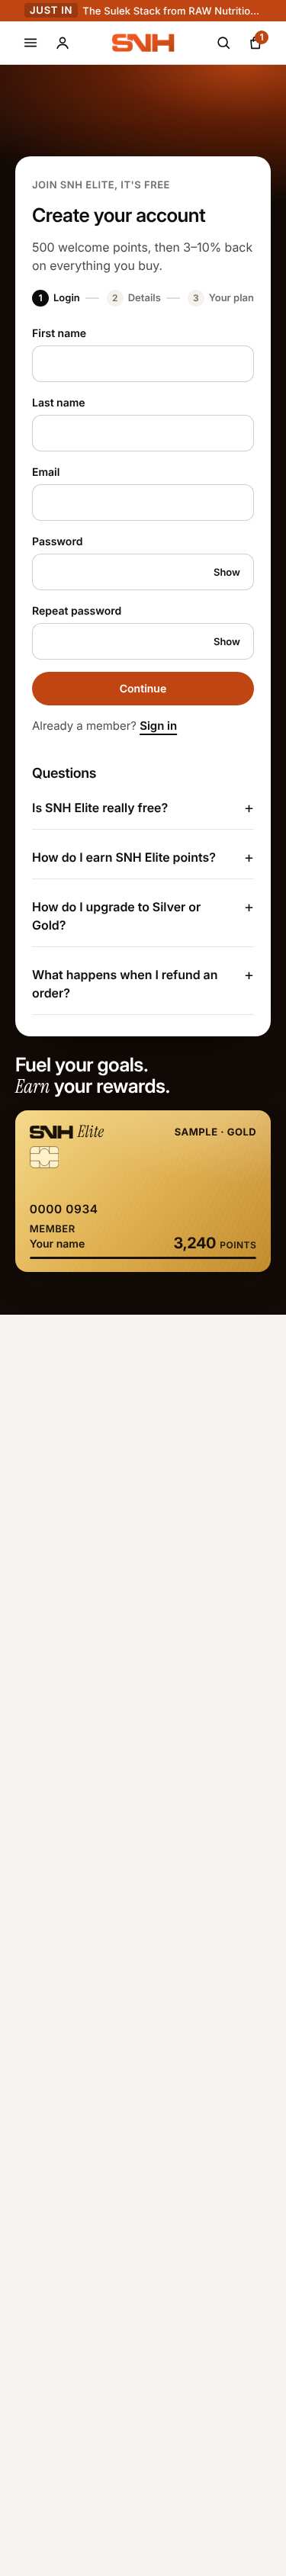 JUST IN The Sulek Stack from RAW Nutritio...
SNH
1
JOIN SNH ELITE, IT'S FREE
Create your account
500 welcome points, then 3–10% back
on everything you buy.
1 Login 2 Details 3 Your plan
First name
Last name
Email
Password
Show
Repeat password
Show
Continue
Already a member? Sign in
Questions
Is SNH Elite really free? +
How do I earn SNH Elite points? +
How do I upgrade to Silver or +
Gold?
What happens when I refund an +
order?
Fuel your goals.
Earn your rewards.
SNH Elite SAMPLE · GOLD
0000 0934
MEMBER
Your name 3,240 POINTS